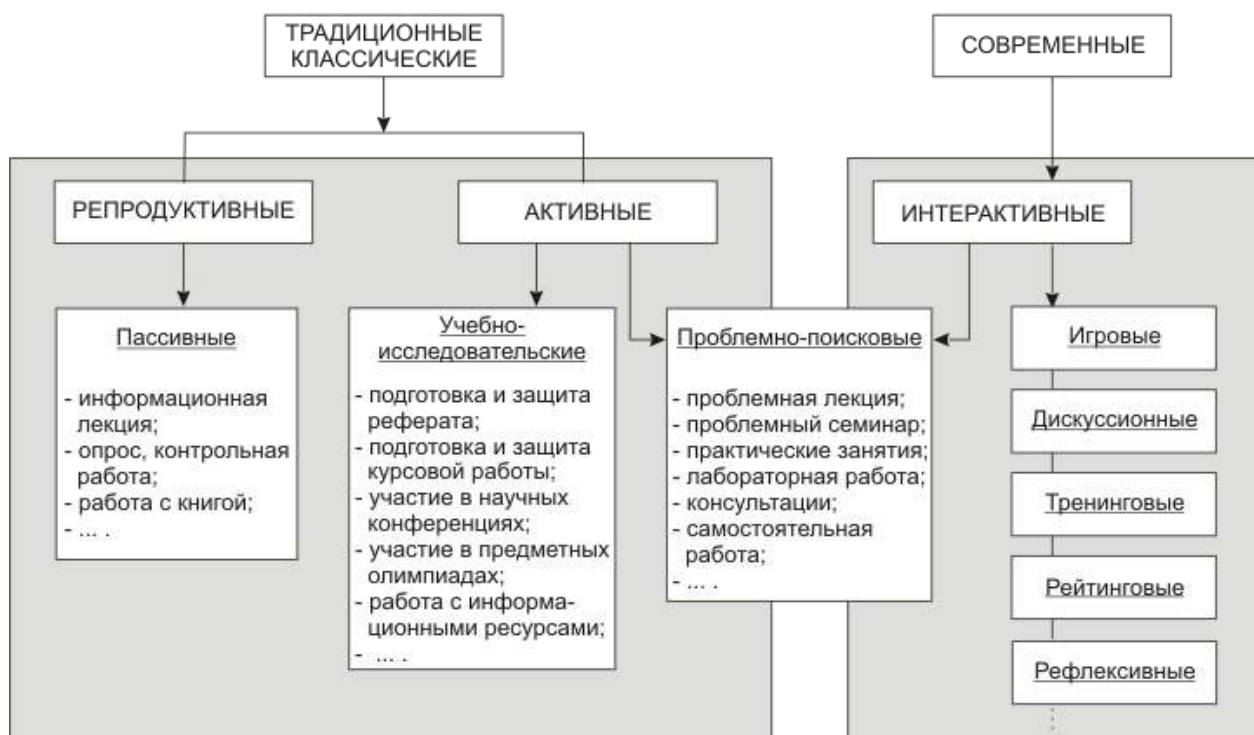 ТРАДИЦИОННЫЕ
КЛАССИЧЕСКИЕ
СОВРЕМЕННЫЕ
РЕПРОДУКТИВНЫЕ
АКТИВНЫЕ
ИНТЕРАКТИВНЫЕ
Пассивные
- информационная
лекция;
- опрос, контрольная
работа;
- работа с книгой;
- ... .
Учебно-
исследовательские
- подготовка и защита
реферата;
- подготовка и защита
курсовой работы;
- участие в научных
конференциях;
- участие в предметных
олимпиадах;
- работа с информа-
ционными ресурсами;
- ... .
Проблемно-поисковые
- проблемная лекция;
- проблемный семинар;
- практические занятия;
- лабораторная работа;
- консультации;
- самостоятельная
работа;
- ... .
Игровые
Дискуссионные
Тренинговые
Рейтинговые
Рефлексивные